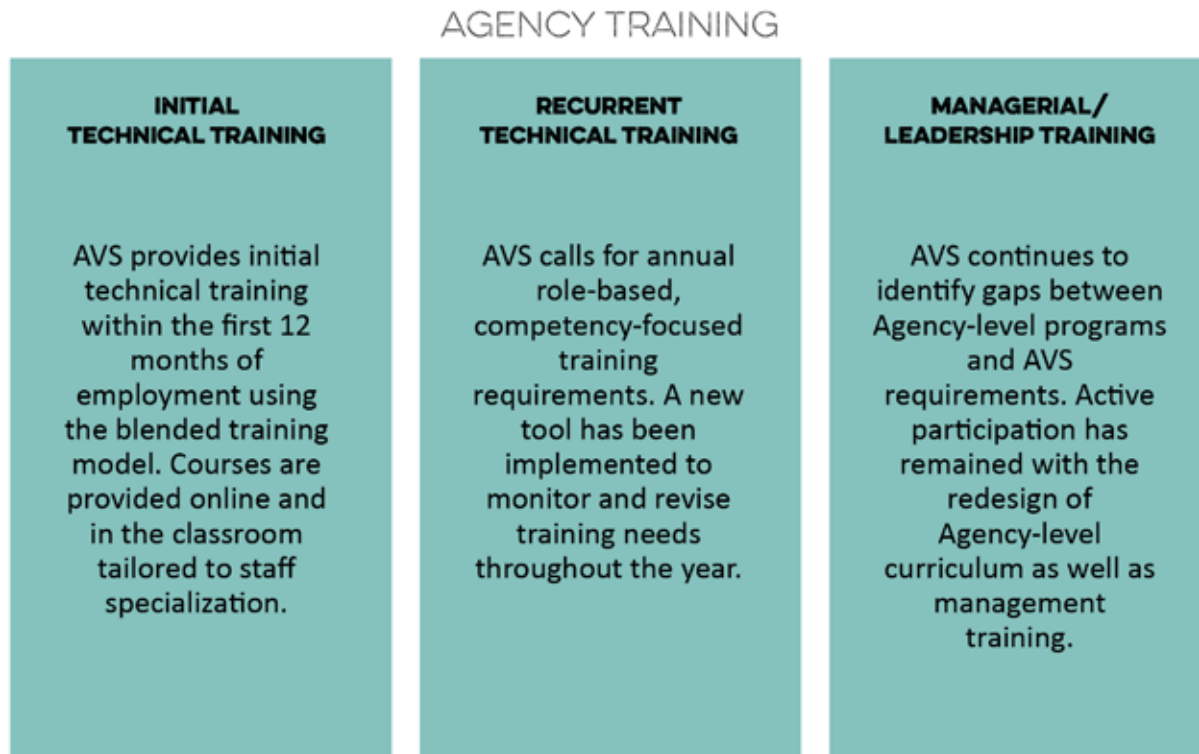 AGENCY TRAINING
INITIAL
TECHNICAL TRAINING
AVS provides initial
technical training
within the first 12
months of
employment using
the blended training
model. Courses are
provided online and
in the classroom
tailored to staff
specialization.
RECURRENT
TECHNICAL TRAINING
AVS calls for annual
role-based,
competency-focused
training
requirements. A new
tool has been
implemented to
monitor and revise
training needs
throughout the year.
MANAGERIAL/
LEADERSHIP TRAINING
AVS continues to
identify gaps between
Agency-level programs
and AVS
requirements. Active
participation has
remained with the
redesign of
Agency-level
curriculum as well as
management
training.